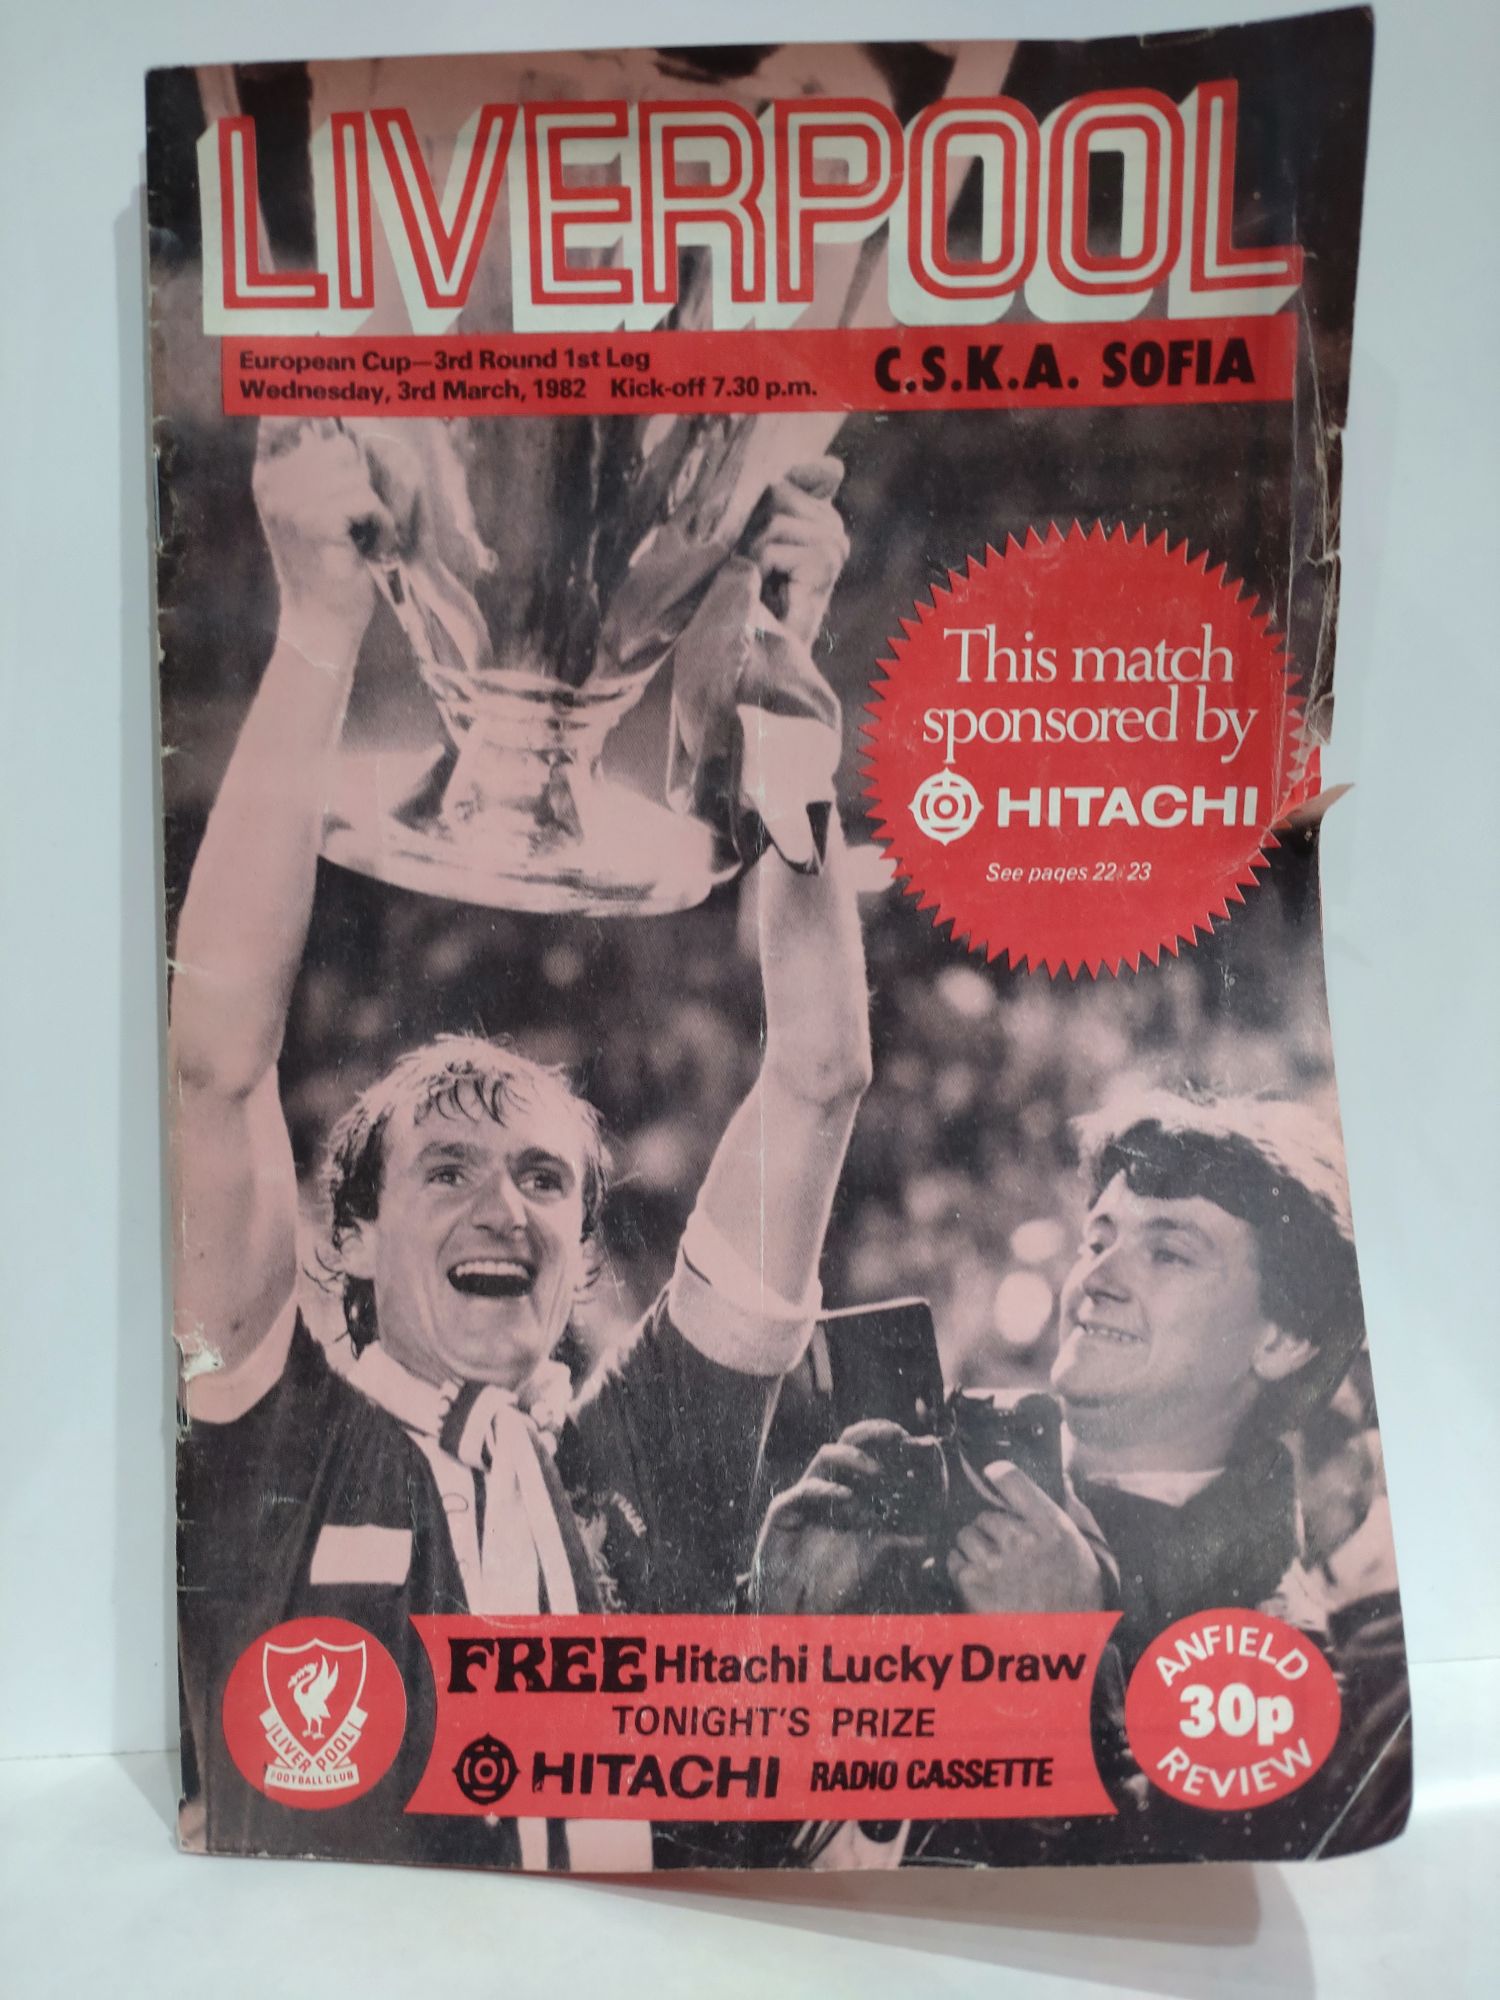 LIVERPOOL
European Cup—3rd Round 1st Leg
Wednesday, 3rd March, 1982 Kick-off 7.30 p.m.
C.S.K.A. SOFIA
This match
sponsored by
HITACHI
See pages 22 23
FREE Hitachi Lucky Draw
TONIGHT'S PRIZE
HITACHI RADIO CASSETTE
LIVERPOOL
FOOTBALL CLUB
ANFIELD
30p
REVIEW